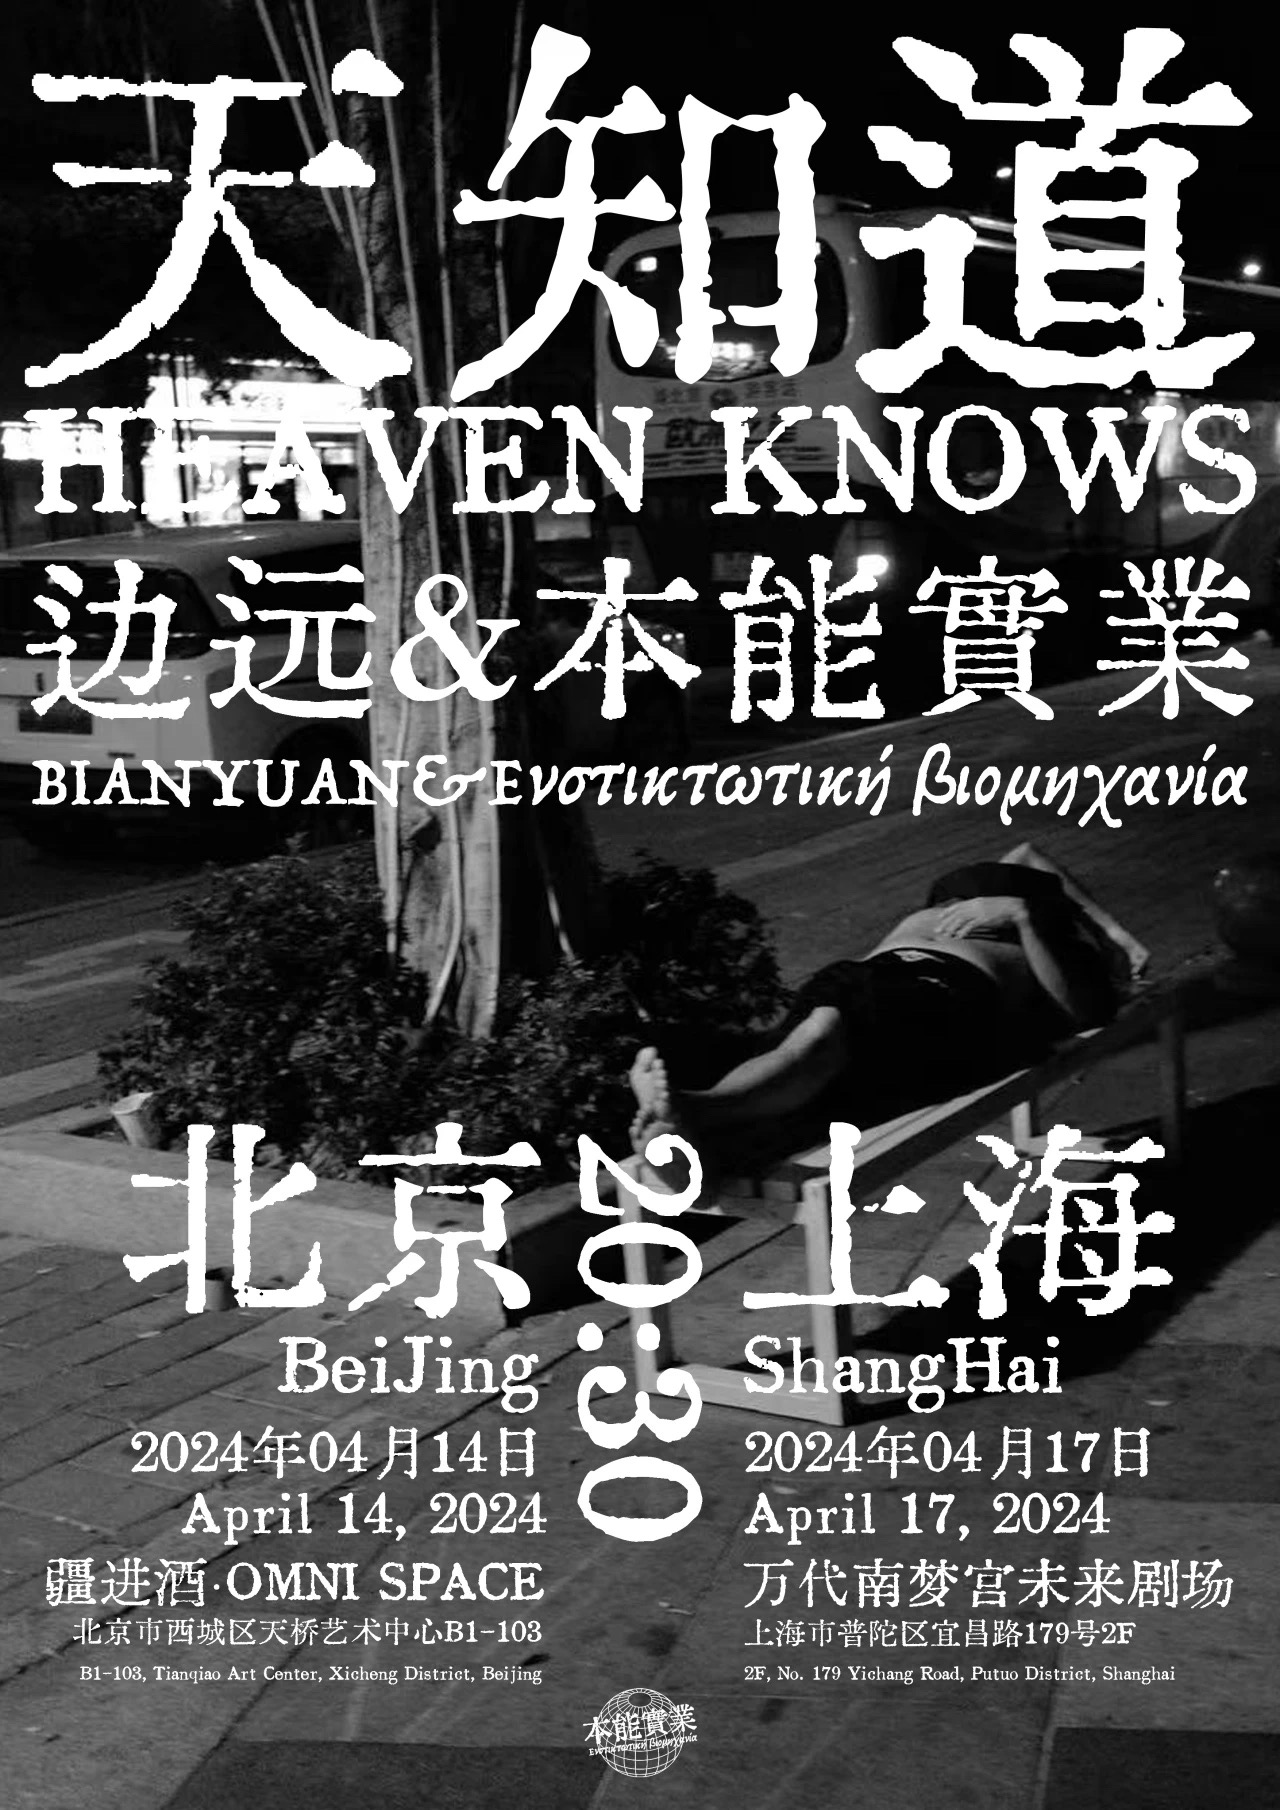 天知道
HEAVEN KNOWS
边远&本能實業
BIANYUAN&Ενστικτωτική βιομηχανία
北京
BeiJing
2024年04月14日
April 14, 2024
疆进酒·OMNI SPACE
北京市西城区天桥艺术中心B1-103
B1-103, Tianqiao Art Center, Xicheng District, Beijing
20:30
上海
ShangHai
2024年04月17日
April 17, 2024
万代南梦宫未来剧场
上海市普陀区宜昌路179号2F
2F, No. 179 Yichang Road, Putuo District, Shanghai
本能實業
Ενστικτωτική βιομηχανία